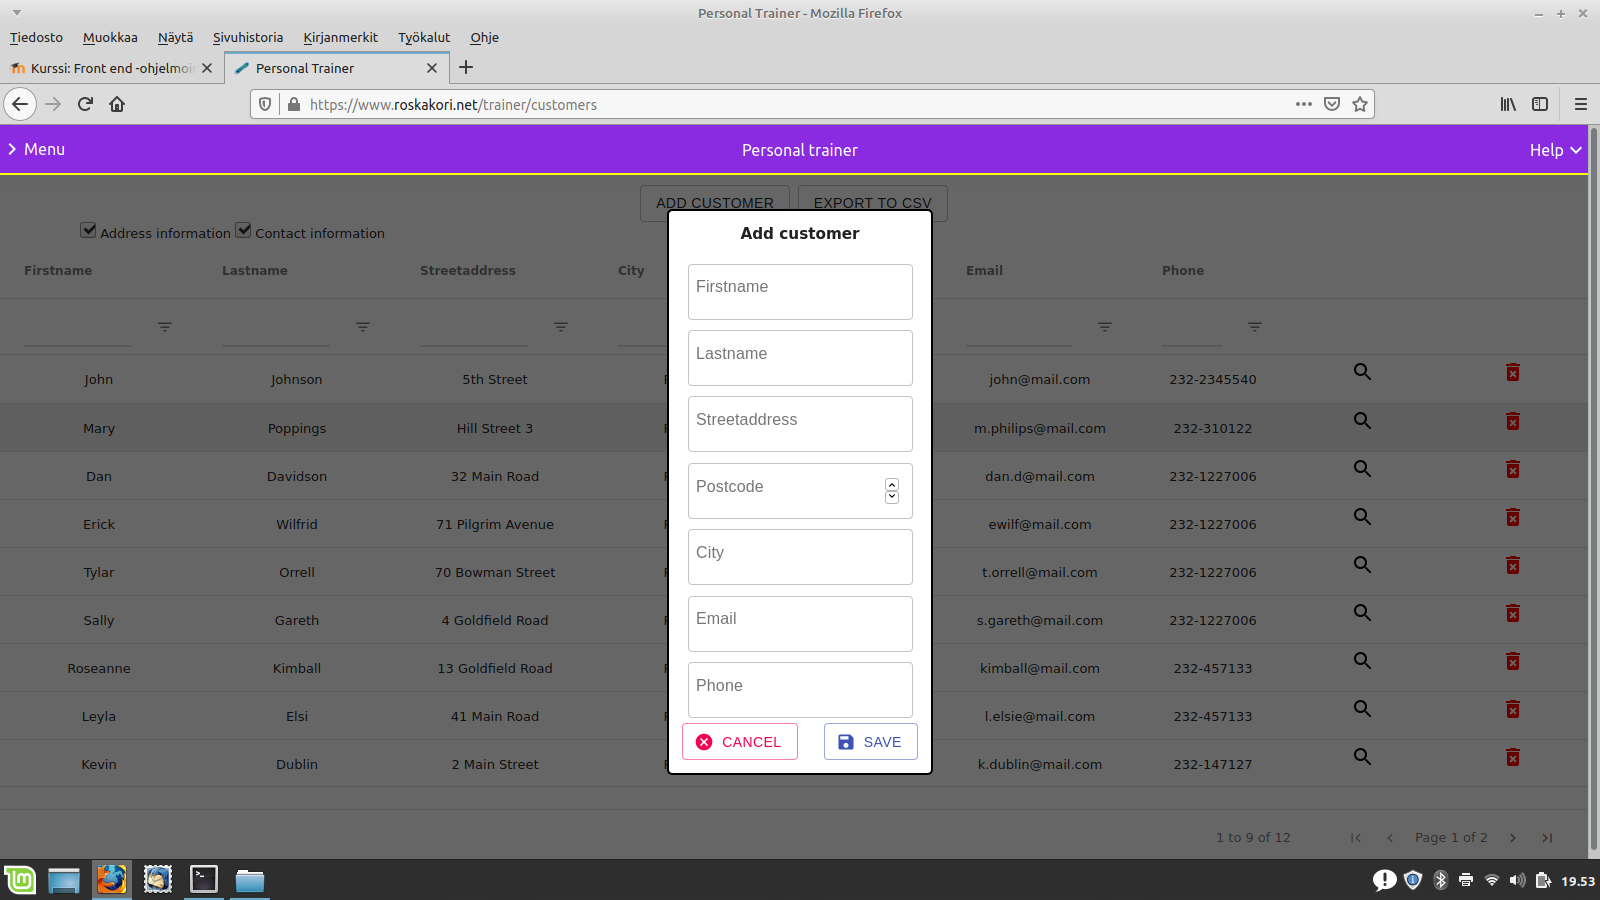 Personal Trainer - Mozilla Firefox
Tiedosto Muokkaa Näytä Sivuhistoria Kirjanmerkit Työkalut Ohje
Kurssi: Front end -ohjelmoi Personal Trainer
https://www.roskakori.net/trainer/customers
Menu Personal trainer Help
ADD CUSTOMER EXPORT TO CSV
Address information Contact information
Add customer
Firstname Lastname Streetaddress City Email Phone
Firstname
Lastname
Streetaddress
Postcode
City
Email
Phone
CANCEL SAVE
John Johnson 5th Street john@mail.com 232-2345540
Mary Poppings Hill Street 3 m.philips@mail.com 232-310122
Dan Davidson 32 Main Road dan.d@mail.com 232-1227006
Erick Wilfrid 71 Pilgrim Avenue ewilf@mail.com 232-1227006
Tylar Orrell 70 Bowman Street t.orrell@mail.com 232-1227006
Sally Gareth 4 Goldfield Road s.gareth@mail.com 232-1227006
Roseanne Kimball 13 Goldfield Road kimball@mail.com 232-457133
Leyla Elsi 41 Main Road l.elsie@mail.com 232-457133
Kevin Dublin 2 Main Street k.dublin@mail.com 232-147127
1 to 9 of 12 Page 1 of 2
19.53